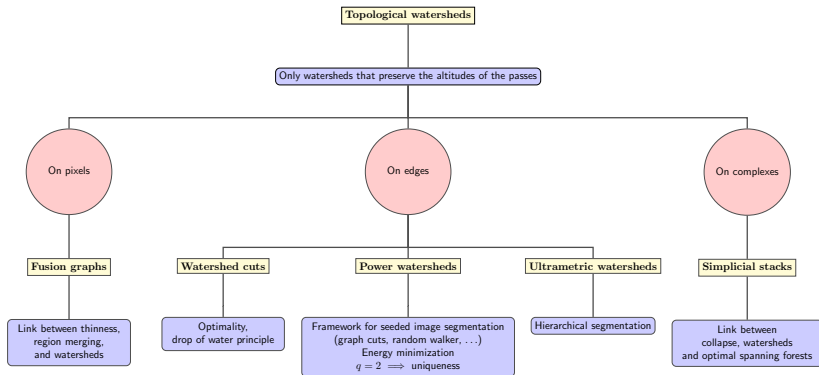 Topological watersheds
Only watersheds that preserve the altitudes of the passes
On pixels
On edges
On complexes
Fusion graphs
Watershed cuts
Power watersheds
Ultrametric watersheds
Simplicial stacks
Link between thinness,
region merging,
and watersheds
Optimality,
drop of water principle
Framework for seeded image segmentation
(graph cuts, random walker, ...)
Energy minimization
q = 2 ⟹ uniqueness
Hierarchical segmentation
Link between
collapse, watersheds
and optimal spanning forests